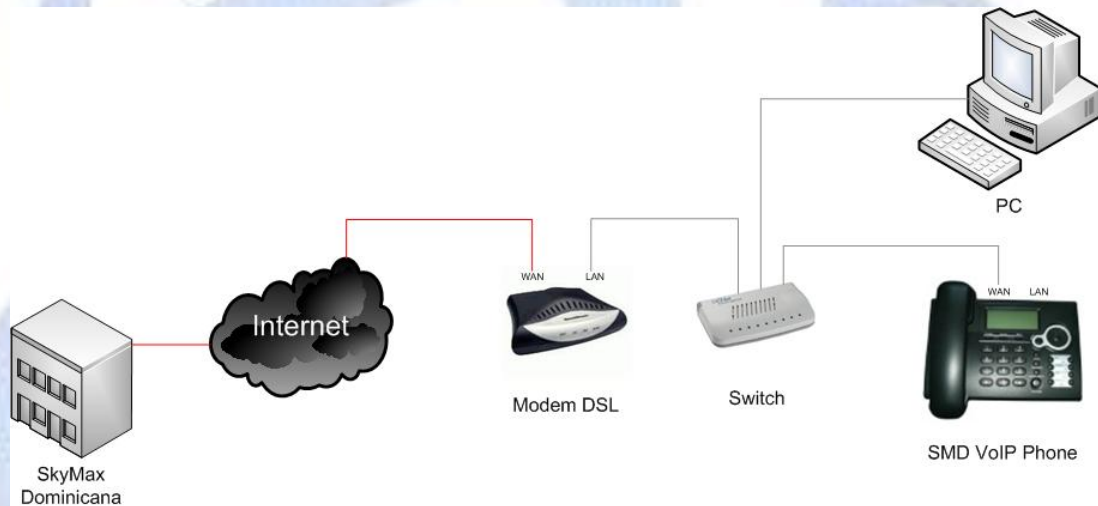 PC
WAN LAN
WAN LAN
Internet
Modem DSL
Switch
SMD VoIP Phone
SkyMax
Dominicana